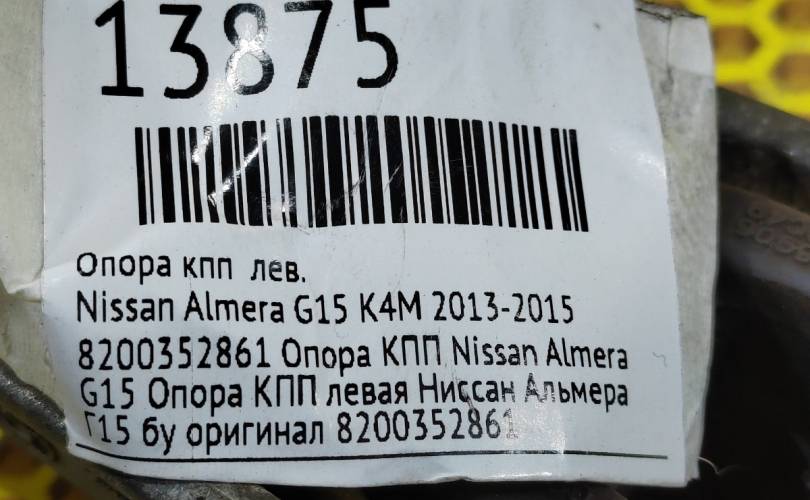 13875
Опора кпп лев.
Nissan Almera G15 K4M 2013-2015
8200352861 Опора КПП Nissan Almera
G15 Опора КПП левая Ниссан Альмера
Г15 бу оригинал 8200352861